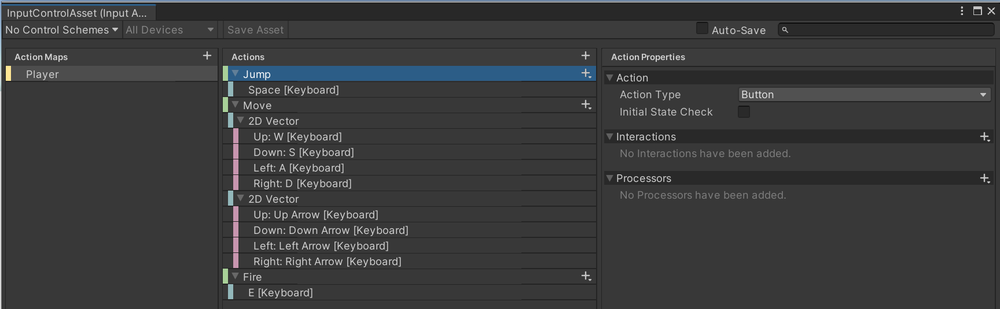 InputControlAsset (Input A...
No Control Schemes All Devices Save Asset Auto-Save
Action Maps
Player
Actions
Jump
Space [Keyboard]
Move
2D Vector
Up: W [Keyboard]
Down: S [Keyboard]
Left: A [Keyboard]
Right: D [Keyboard]
2D Vector
Up: Up Arrow [Keyboard]
Down: Down Arrow [Keyboard]
Left: Left Arrow [Keyboard]
Right: Right Arrow [Keyboard]
Fire
E [Keyboard]
Action Properties
Action
Action Type Button
Initial State Check
Interactions
No Interactions have been added.
Processors
No Processors have been added.